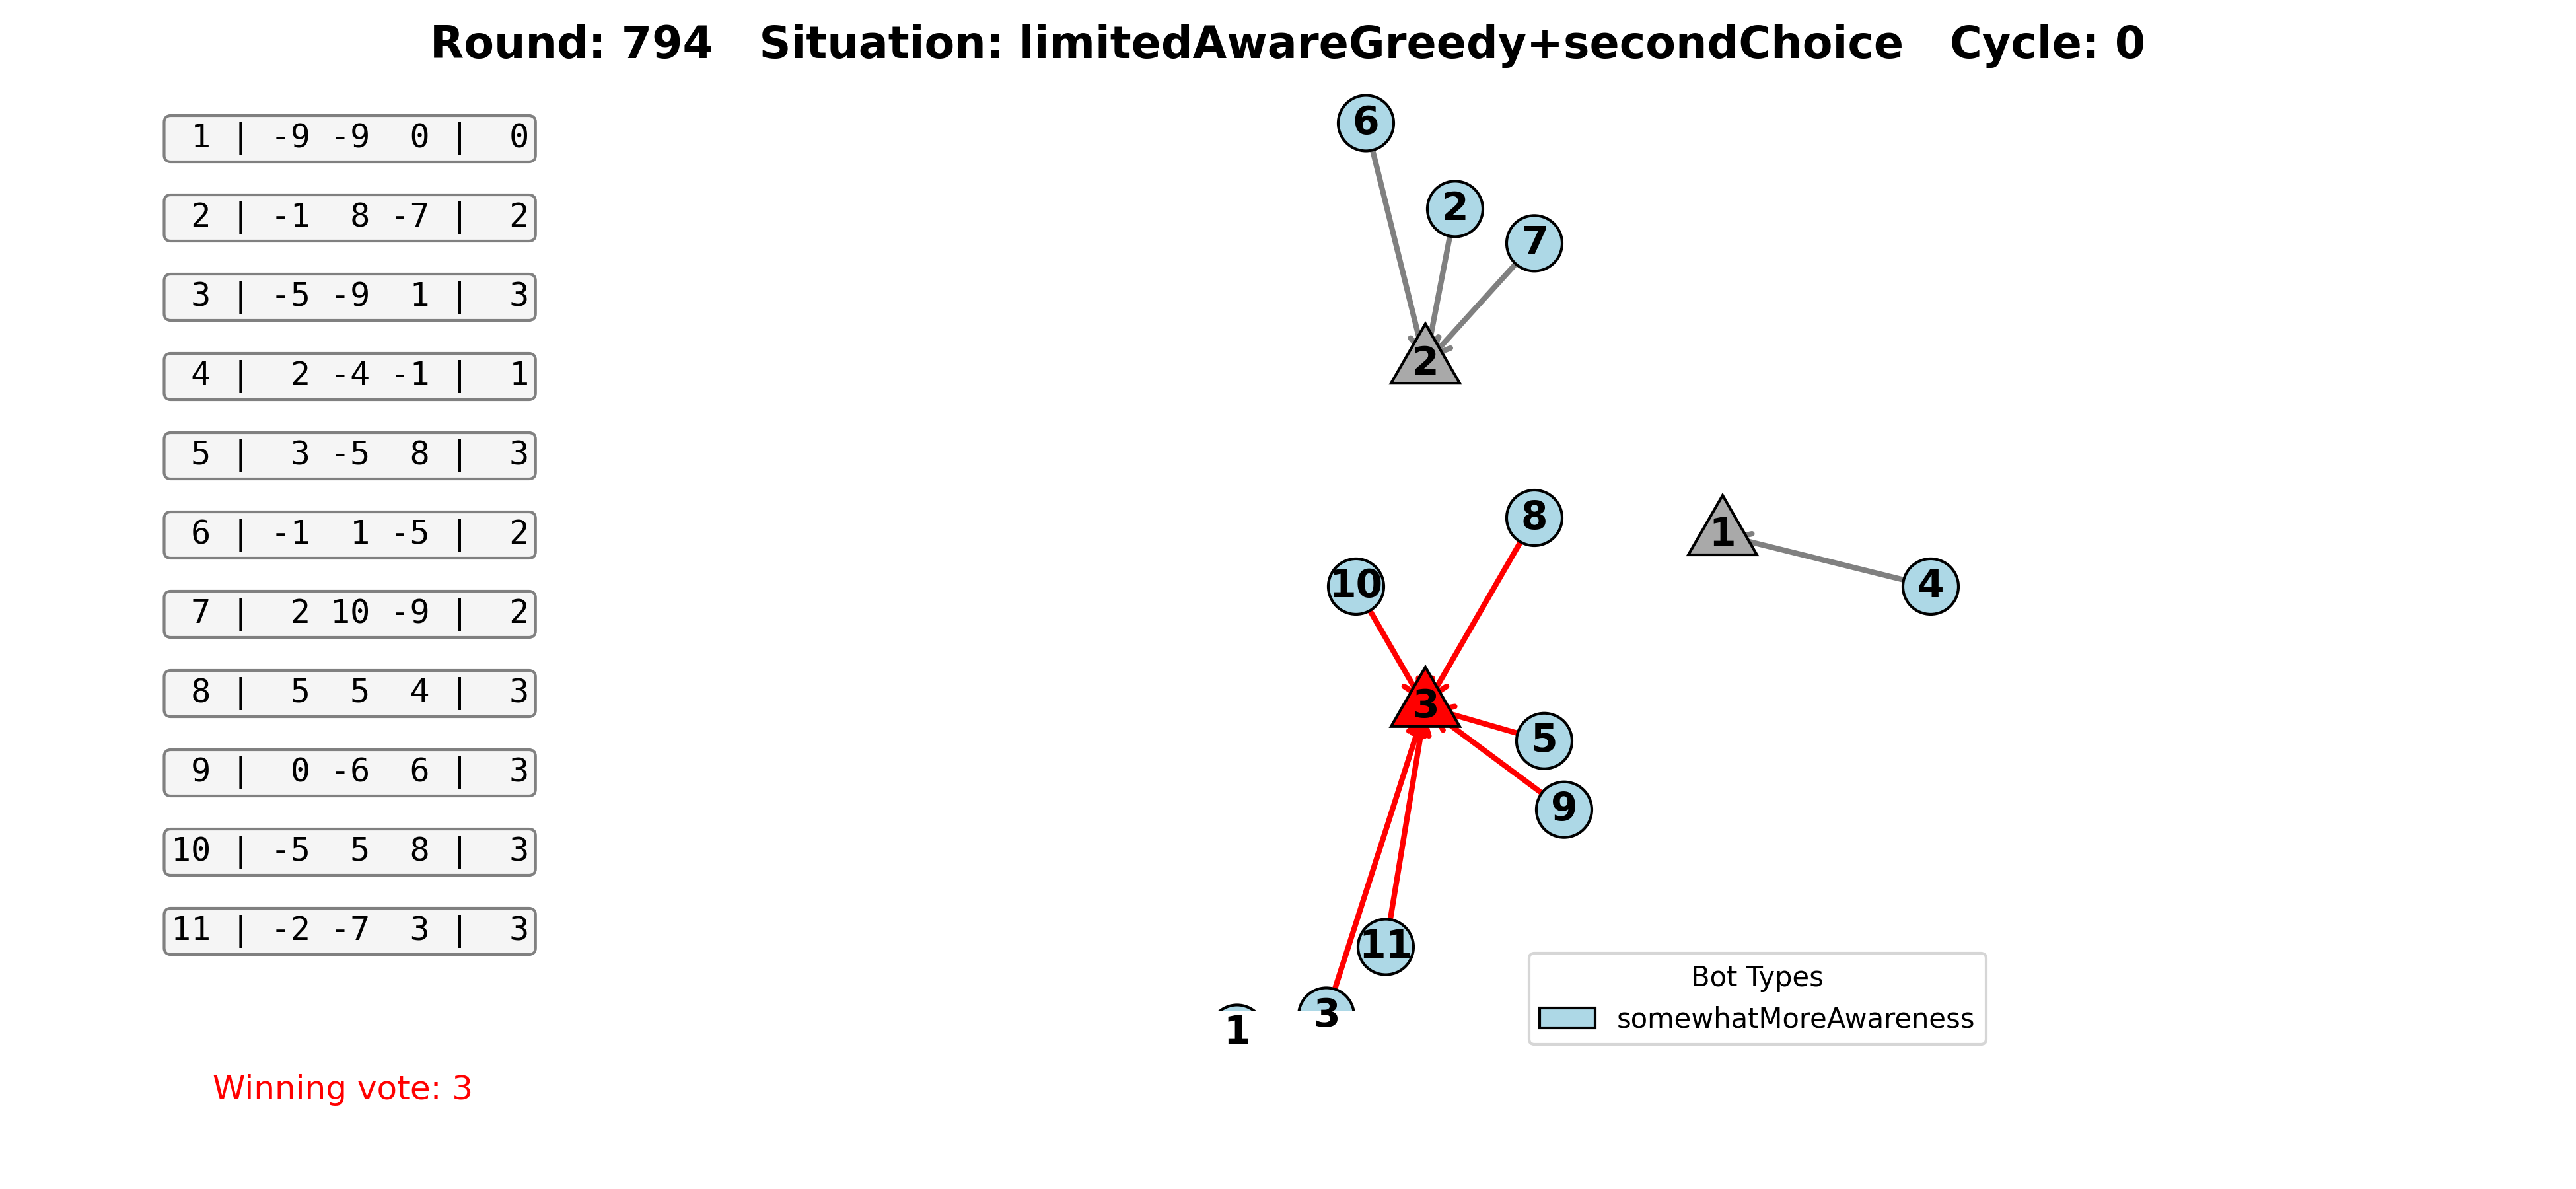 Round: 794   Situation: limitedAwareGreedy+secondChoice   Cycle: 0
1 | -9 -9  0 |  0
2 | -1  8 -7 |  2
3 | -5 -9  1 |  3
4 |  2 -4 -1 |  1
5 |  3 -5  8 |  3
6 | -1  1 -5 |  2
7 |  2 10 -9 |  2
8 |  5  5  4 |  3
9 |  0 -6  6 |  3
10 | -5  5  8 |  3
11 | -2 -7  3 |  3
Winning vote: 3
6
2
7
2
8
1
10
4
3
5
9
11
3
1
Bot Types
somewhatMoreAwareness